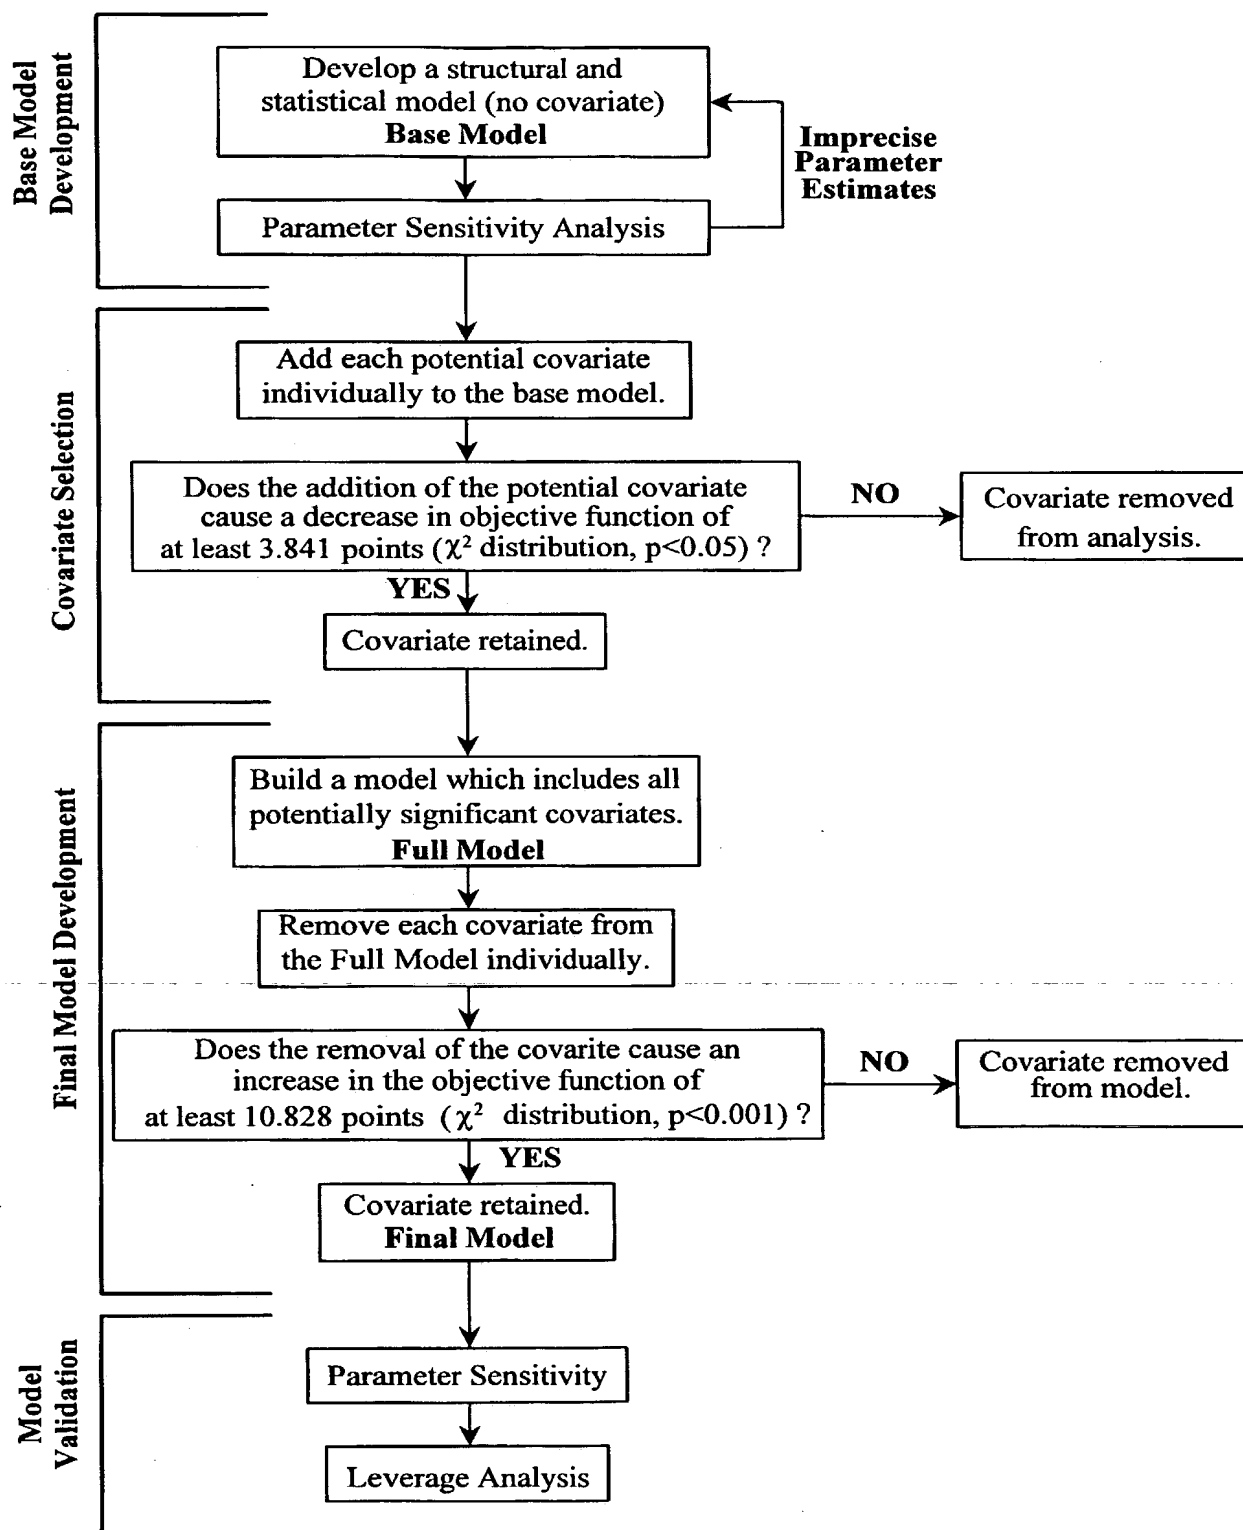 Base Model
Development
Develop a structural and
statistical model (no covariate)
Base Model
Imprecise
Parameter
Estimates
Parameter Sensitivity Analysis
Covariate Selection
Add each potential covariate
individually to the base model.
Does the addition of the potential covariate
cause a decrease in objective function of
at least 3.841 points (χ² distribution, p<0.05) ?
NO
Covariate removed
from analysis.
YES
Covariate retained.
Final Model Development
Build a model which includes all
potentially significant covariates.
Full Model
Remove each covariate from
the Full Model individually.
Does the removal of the covarite cause an
increase in the objective function of
at least 10.828 points (χ² distribution, p<0.001) ?
NO
Covariate removed
from model.
YES
Covariate retained.
Final Model
Model
Validation
Parameter Sensitivity
Leverage Analysis